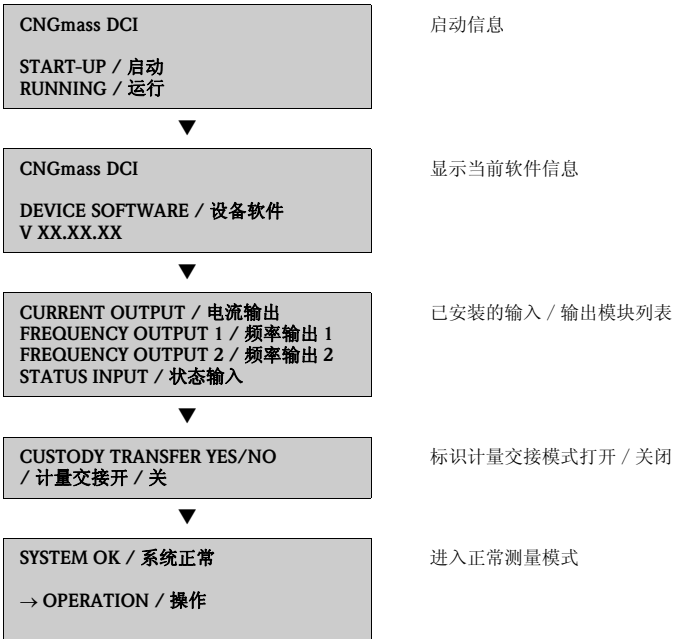 CNGmass DCI
启动信息
START-UP / 启动
RUNNING / 运行
CNGmass DCI
显示当前软件信息
DEVICE SOFTWARE / 设备软件
V XX.XX.XX
CURRENT OUTPUT / 电流输出
已安装的输入 / 输出模块列表
FREQUENCY OUTPUT 1 / 频率输出 1
FREQUENCY OUTPUT 2 / 频率输出 2
STATUS INPUT / 状态输入
CUSTODY TRANSFER YES/NO
标识计量交接模式打开 / 关闭
/ 计量交接开 / 关
SYSTEM OK / 系统正常
进入正常测量模式
→ OPERATION / 操作